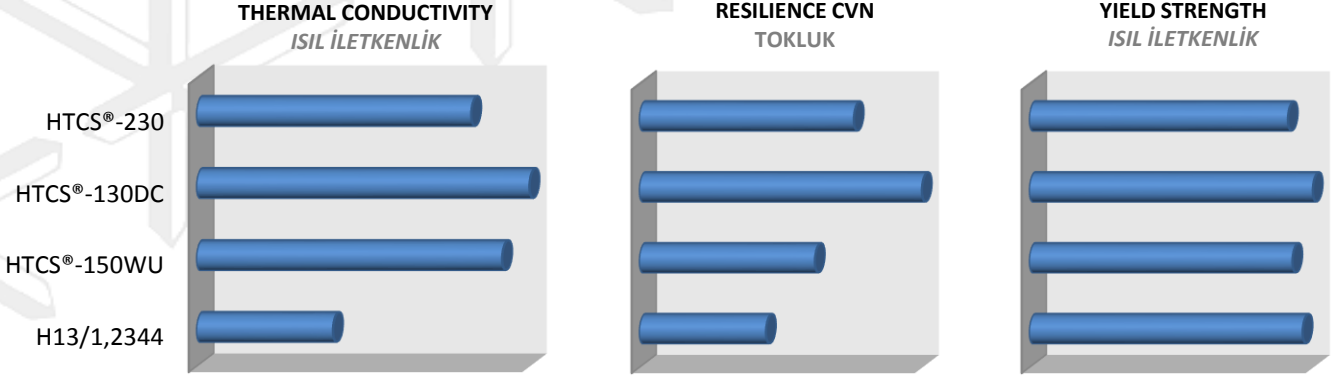 THERMAL CONDUCTIVITY
ISIL İLETKENLİK
RESILIENCE CVN
TOKLUK
YIELD STRENGTH
ISIL İLETKENLİK
HTCS®-230
HTCS®-130DC
HTCS®-150WU
H13/1,2344